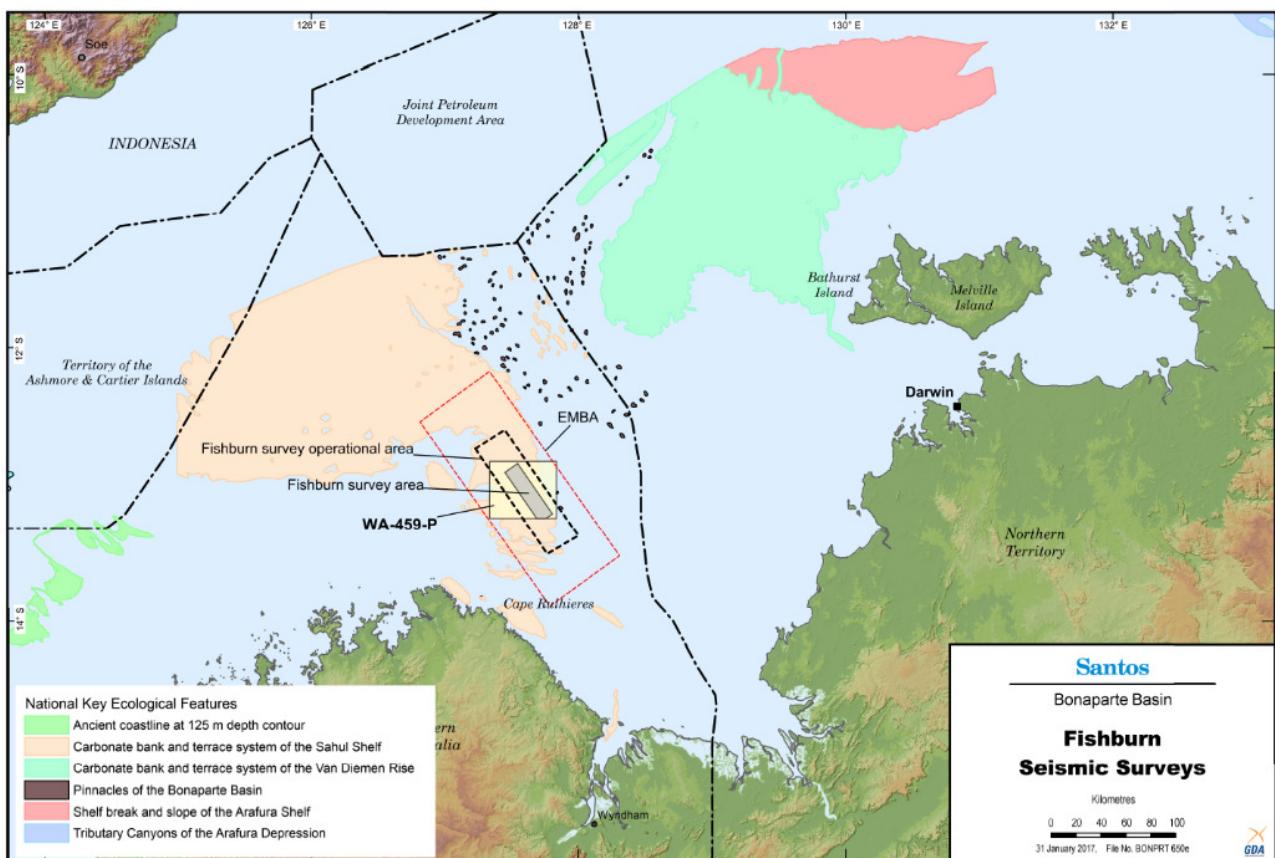 124° E
126° E
128° E
130° E
132° E
Soe
10° S
Joint Petroleum
Development Area
INDONESIA
Bathurst
Island
Melville
Island
12° S
12° S
Territory of the
Ashmore & Cartier Islands
Darwin
EMBA
Fishburn survey operational area
Fishburn survey area
WA-459-P
Northern
Territory
14° S
14° S
Cape Ruthieres
Wyndham
National Key Ecological Features
Ancient coastline at 125 m depth contour
Carbonate bank and terrace system of the Sahul Shelf
Carbonate bank and terrace system of the Van Diemen Rise
Pinnacles of the Bonaparte Basin
Shelf break and slope of the Arafura Shelf
Tributary Canyons of the Arafura Depression
ern
alia
Santos
Bonaparte Basin
Fishburn
Seismic Surveys
Kilometres
0 20 40 60 80 100
31 January 2017, File No. BONPRT 650e
GDA